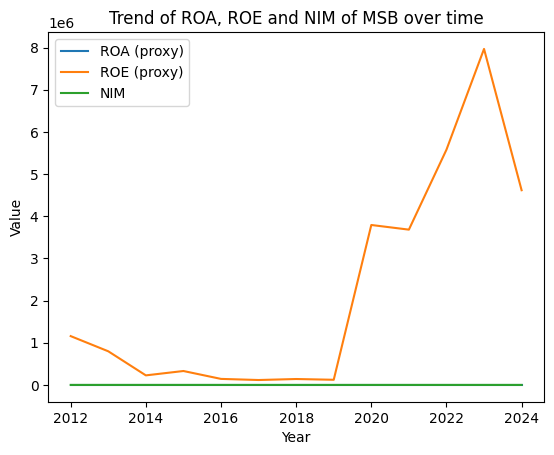 Trend of ROA, ROE and NIM of MSB over time
1e6
ROA (proxy)
ROE (proxy)
NIM
8
7
6
5
4
3
2
1
0
Value
2012 2014 2016 2018 2020 2022 2024
Year